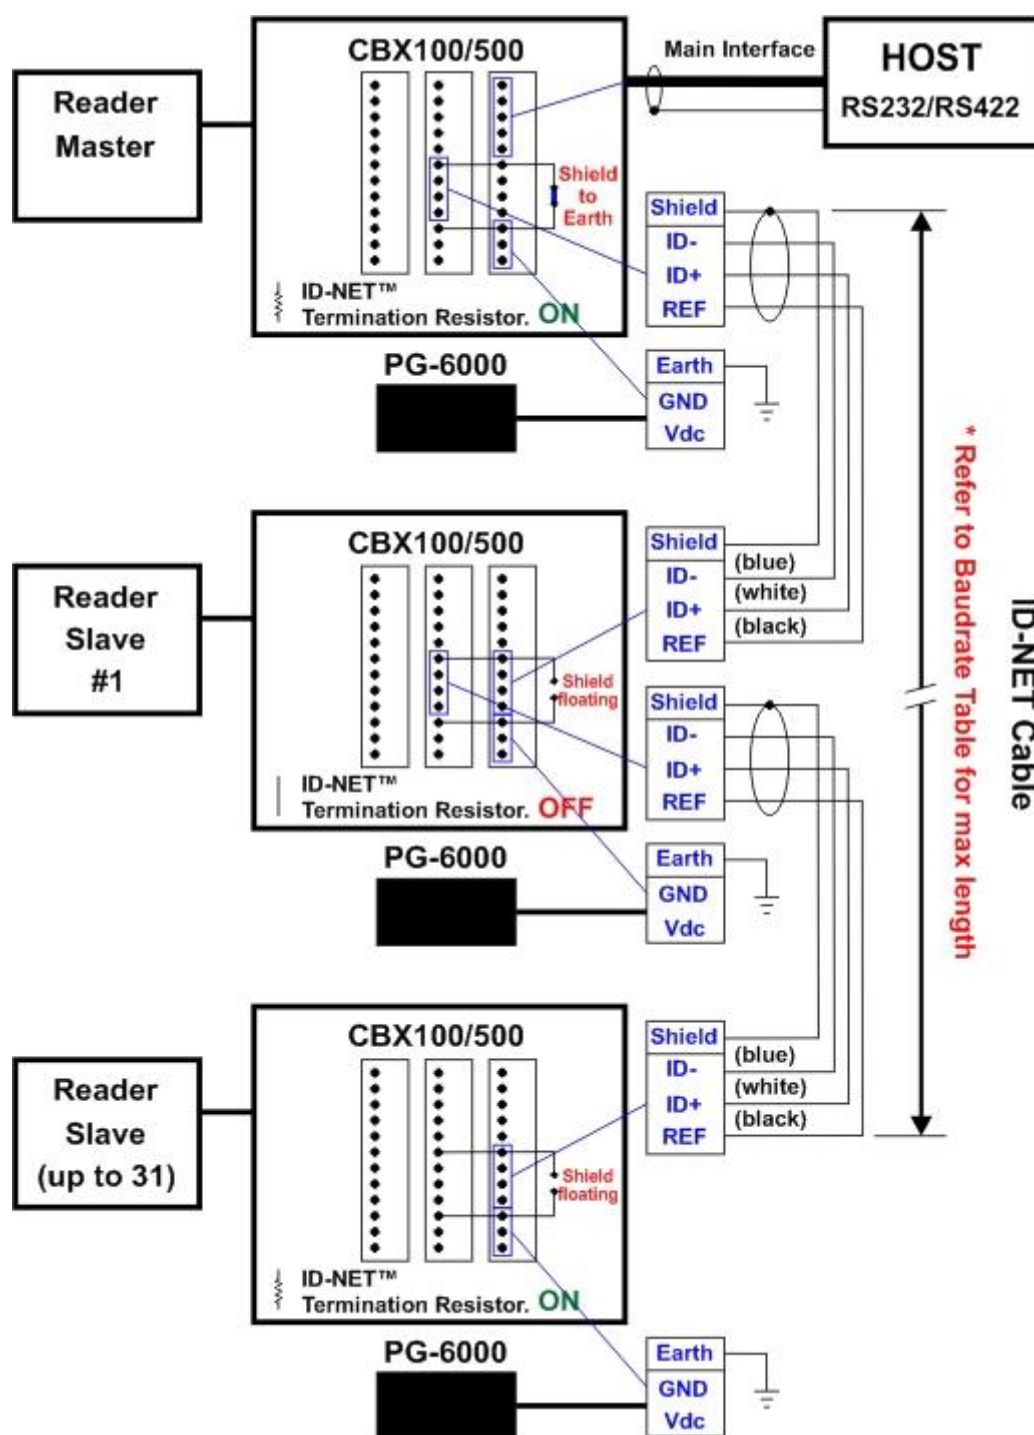 CBX100/500
Main Interface
HOST
RS232/RS422
Reader
Master
Shield
to
Earth
Shield
ID-
ID+
REF
ID-NET™
Termination Resistor. ON
PG-6000
Earth
GND
Vdc
CBX100/500
Reader
Slave
#1
Shield
floating
Shield
ID-
ID+
REF
(blue)
(white)
(black)
Shield
ID-
ID+
REF
ID-NET™
Termination Resistor. OFF
PG-6000
Earth
GND
Vdc
* Refer to Baudrate Table for max length
ID-NET Cable
CBX100/500
Reader
Slave
(up to 31)
Shield
floating
Shield
ID-
ID+
REF
(blue)
(white)
(black)
ID-NET™
Termination Resistor. ON
PG-6000
Earth
GND
Vdc